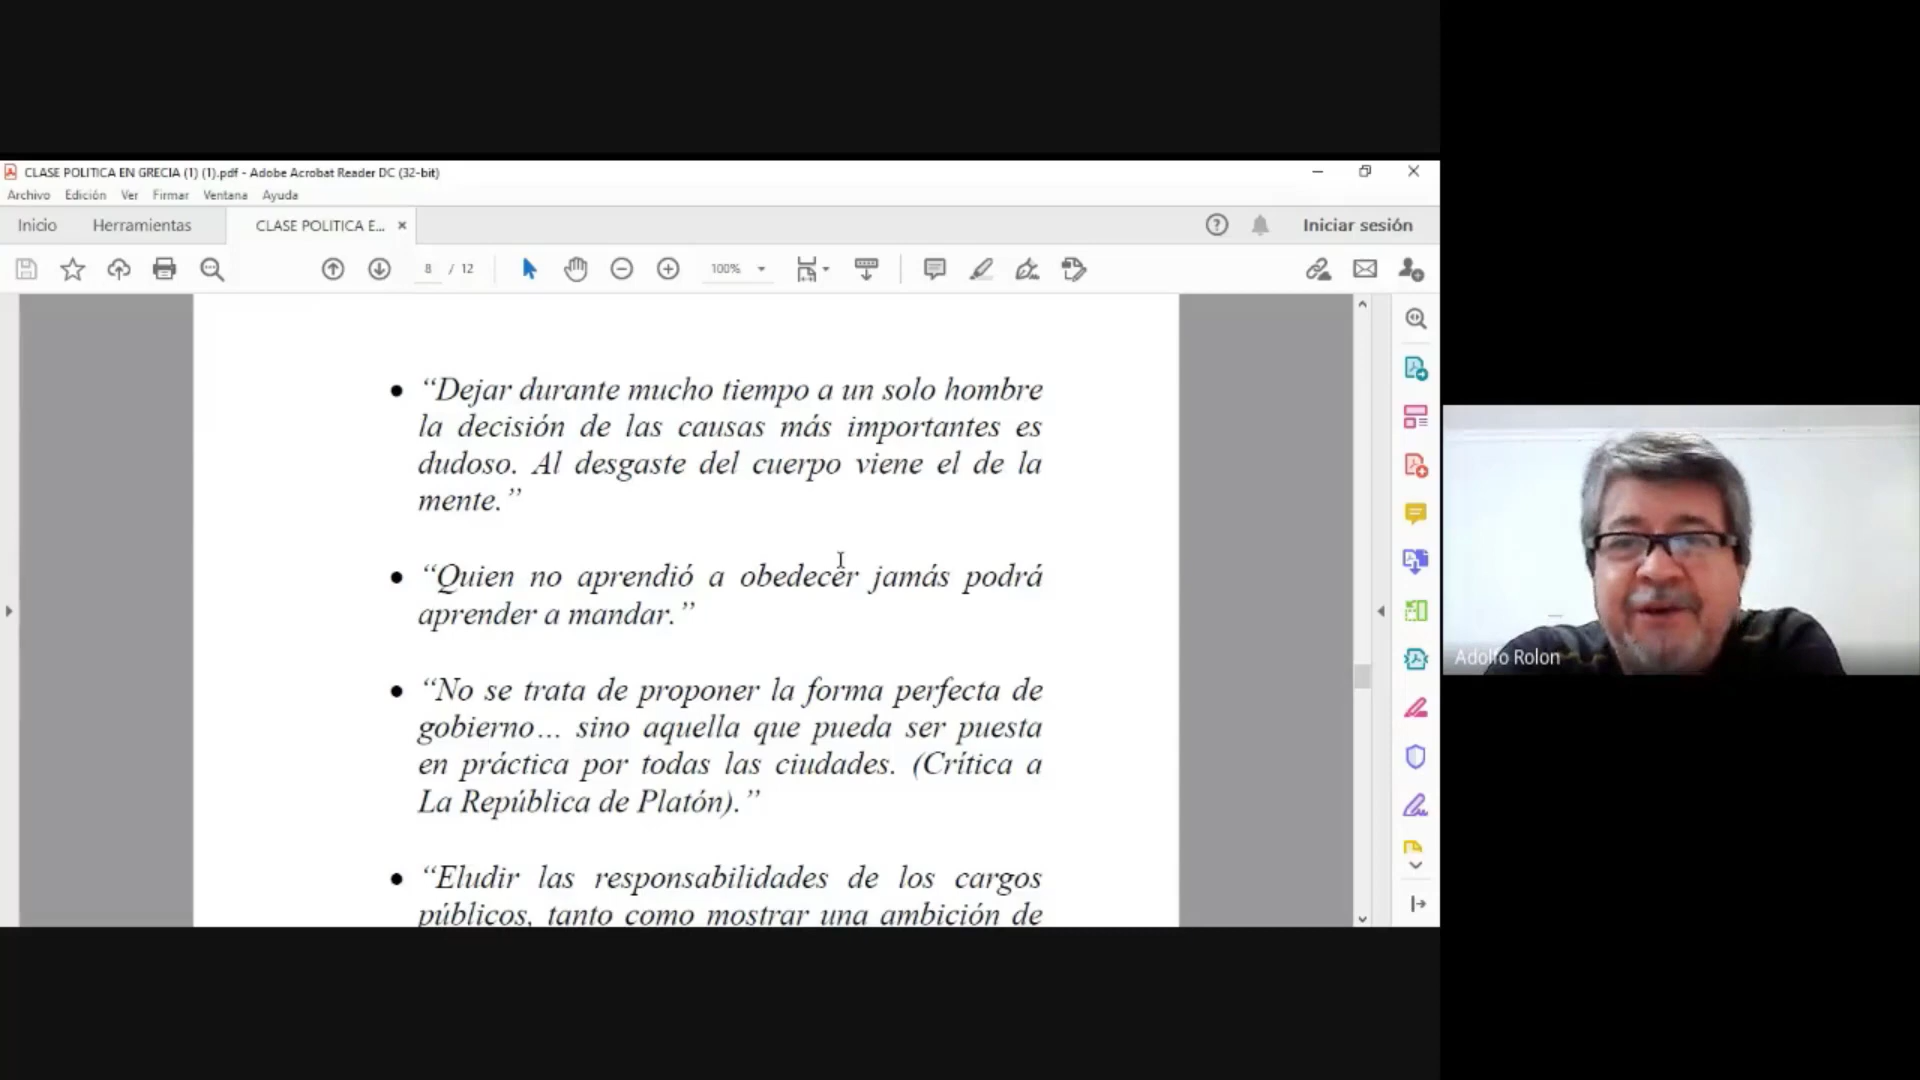 CLASE POLITICA EN GRECIA (1) (1).pdf - Adobe Acrobat Reader DC (32-bit)
Archivo Edición Ver Firmar Ventana Ayuda
Inicio Herramientas CLASE POLITICA E... Iniciar sesión
8 / 12 100%
• “Dejar durante mucho tiempo a un solo hombre
la decisión de las causas más importantes es
dudoso. Al desgaste del cuerpo viene el de la
mente.”
• “Quien no aprendió a obedecer jamás podrá
aprender a mandar.”
• “No se trata de proponer la forma perfecta de
gobierno... sino aquella que pueda ser puesta
en práctica por todas las ciudades. (Crítica a
La República de Platón).”
• “Eludir las responsabilidades de los cargos
públicos, tanto como mostrar una ambición de
Adolfo Rolon